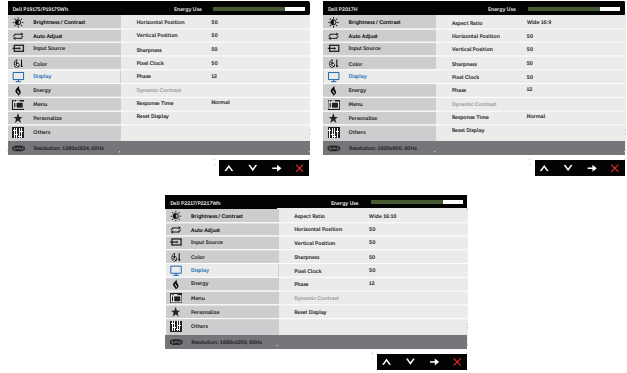 Dell P1917S/P1917SWh Energy Use
Brightness / Contrast Horizontal Position 50
Auto Adjust Vertical Position 50
Input Source Sharpness 50
Color Pixel Clock 50
Display Phase 12
Energy Dynamic Contrast
Menu Response Time Normal
Personalize Reset Display
Others
Resolution: 1280x1024, 60Hz
Dell P2017H Energy Use
Brightness / Contrast Aspect Ratio Wide 16:9
Auto Adjust Horizontal Position 50
Input Source Vertical Position 50
Color Sharpness 50
Display Pixel Clock 50
Energy Phase 12
Menu Dynamic Contrast
Personalize Response Time Normal
Others Reset Display
Resolution: 1600x900, 60Hz
Dell P2217/P2217Wh Energy Use
Brightness / Contrast Aspect Ratio Wide 16:10
Auto Adjust Horizontal Position 50
Input Source Vertical Position 50
Color Sharpness 50
Display Pixel Clock 50
Energy Phase 12
Menu Dynamic Contrast
Personalize Reset Display
Others
Resolution: 1680x1050, 60Hz